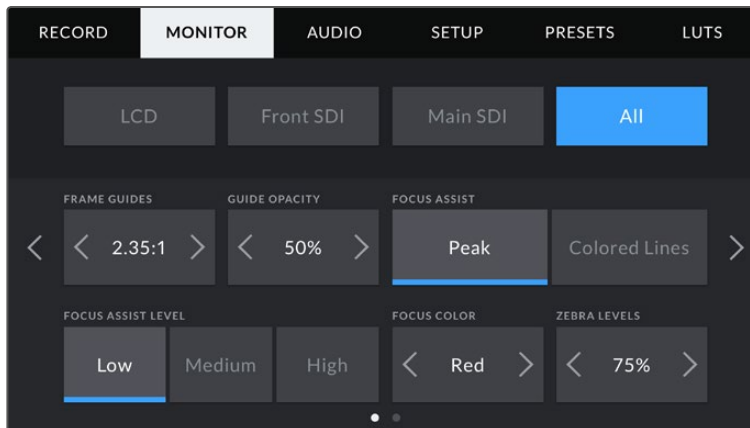 RECORD MONITOR AUDIO SETUP PRESETS LUTS
LCD Front SDI Main SDI All
FRAME GUIDES GUIDE OPACITY FOCUS ASSIST
2.35:1 50% Peak Colored Lines
FOCUS ASSIST LEVEL FOCUS COLOR ZEBRA LEVELS
Low Medium High Red 75%